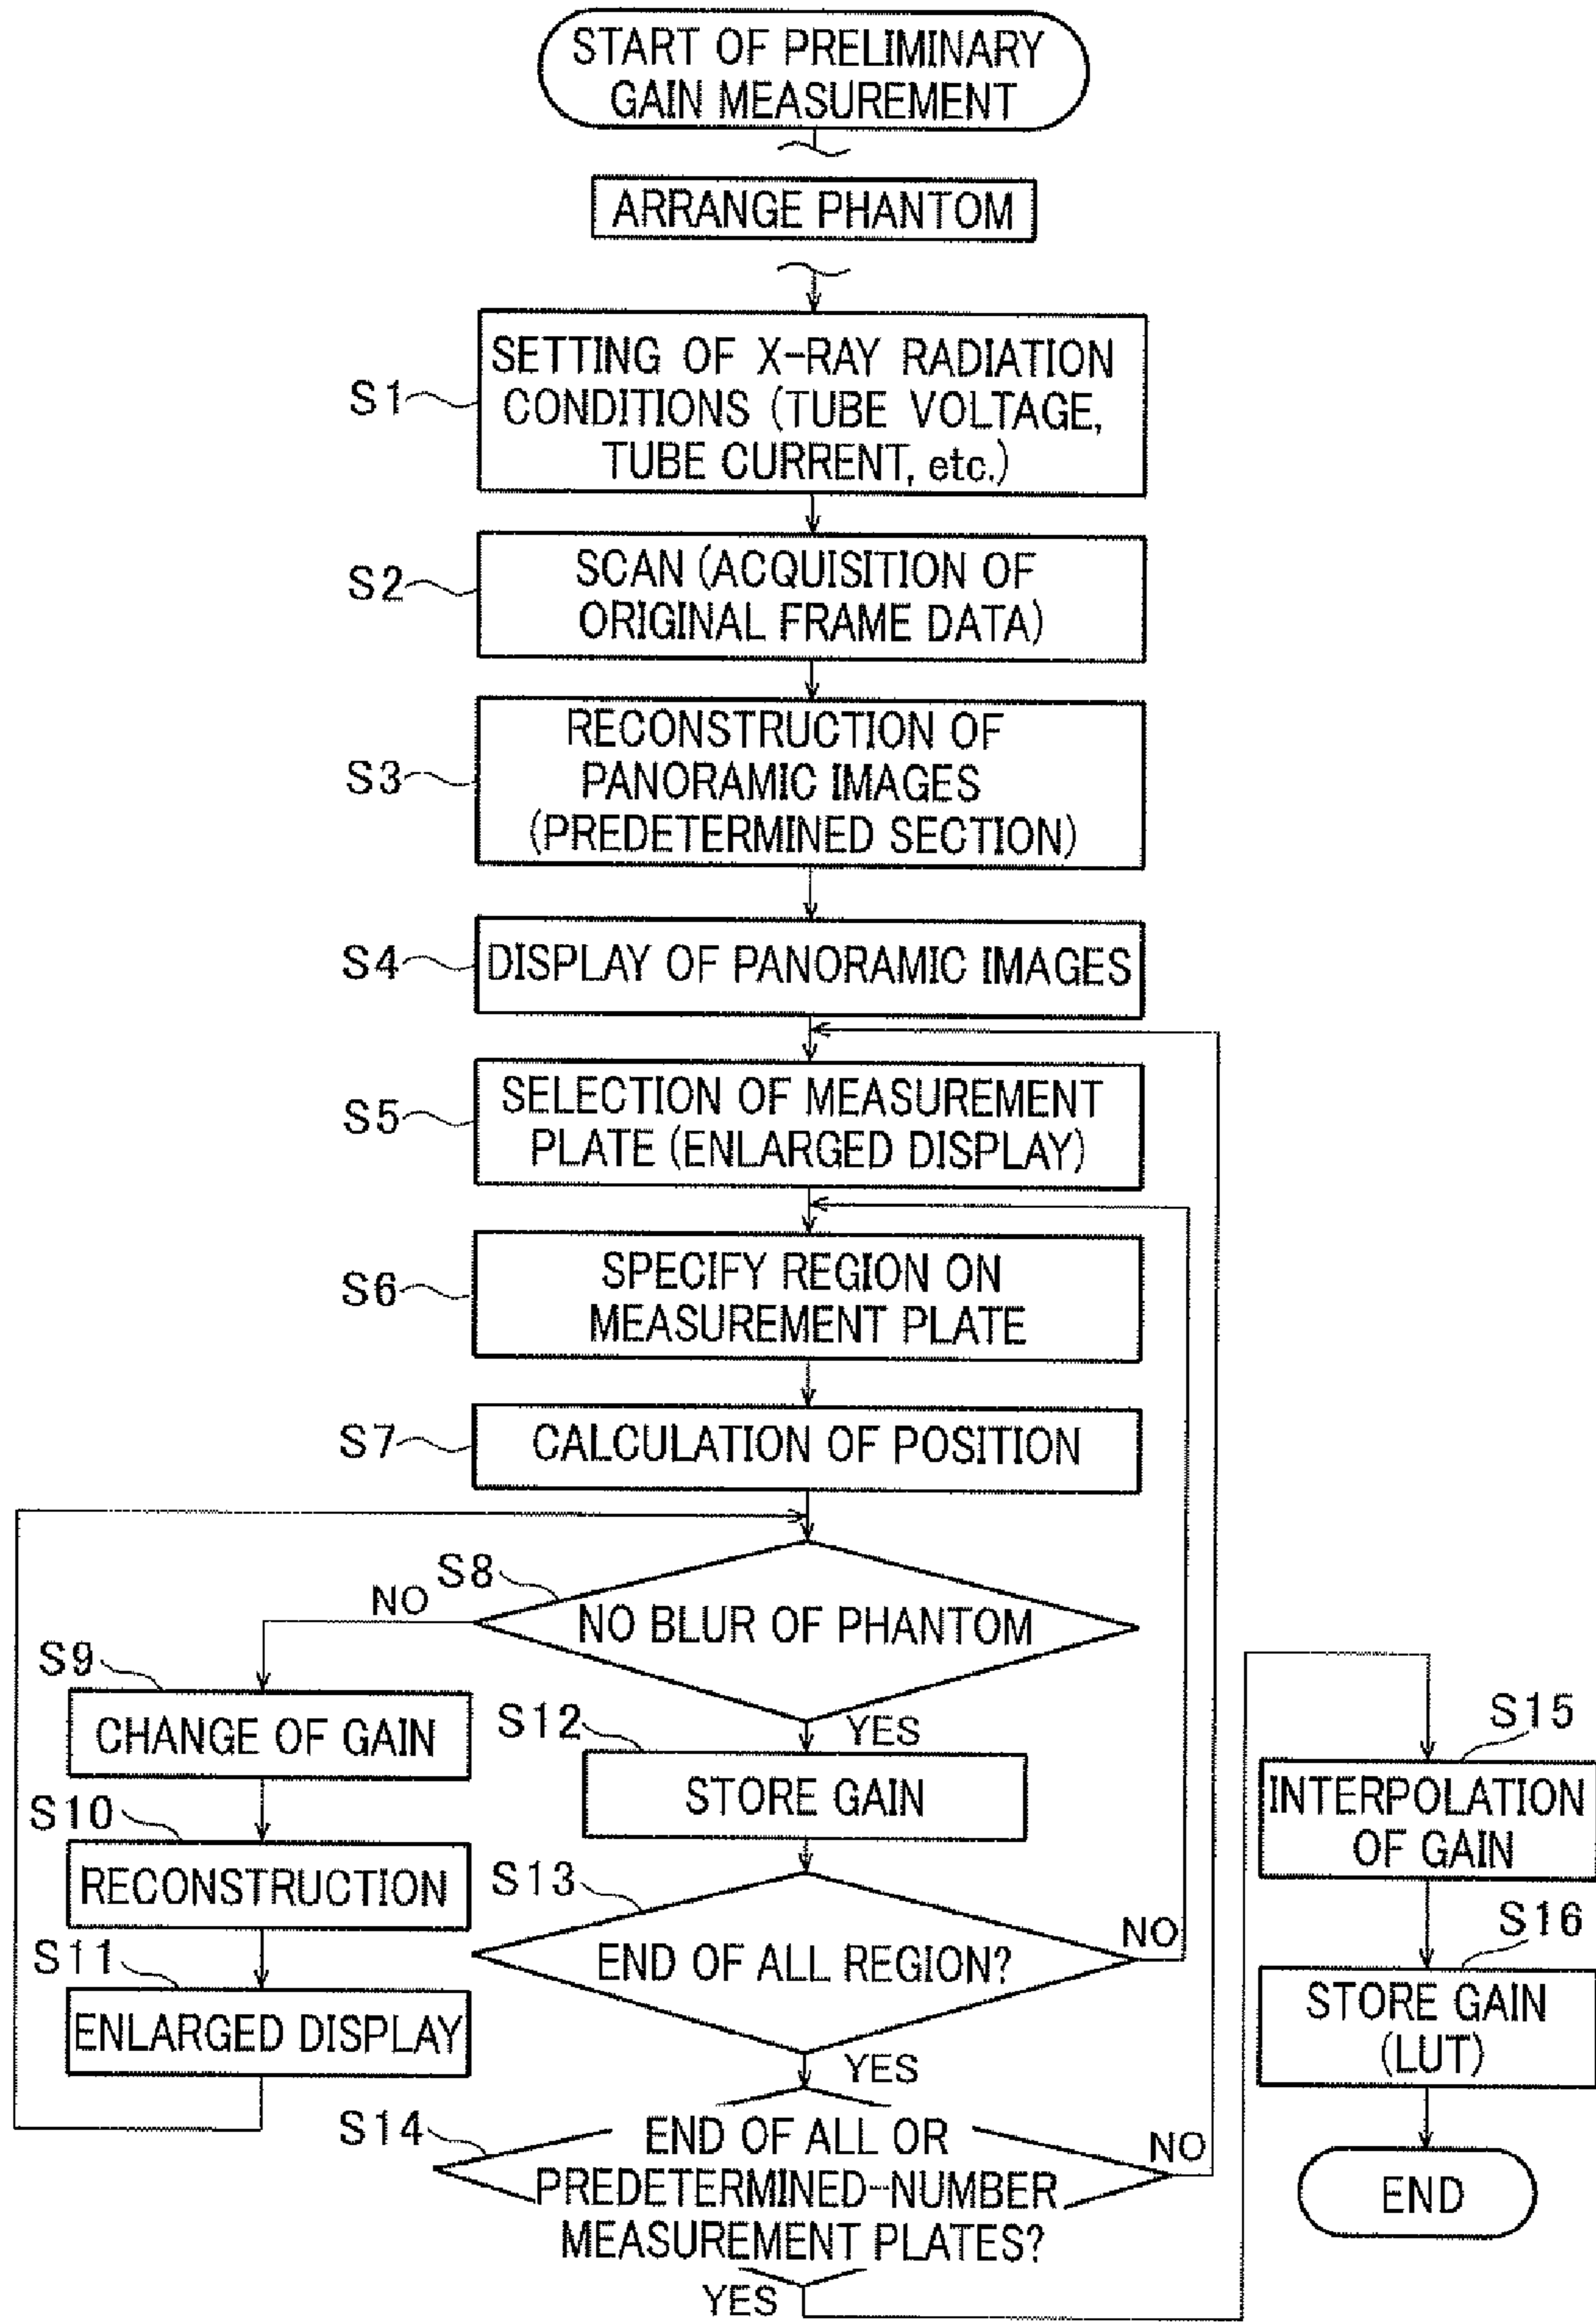 START OF PRELIMINARY
GAIN MEASUREMENT
ARRANGE PHANTOM
S1
SETTING OF X-RAY RADIATION
CONDITIONS (TUBE VOLTAGE,
TUBE CURRENT, etc.)
S2
SCAN (ACQUISITION OF
ORIGINAL FRAME DATA)
S3
RECONSTRUCTION OF
PANORAMIC IMAGES
(PREDETERMINED SECTION)
S4
DISPLAY OF PANORAMIC IMAGES
S5
SELECTION OF MEASUREMENT
PLATE (ENLARGED DISPLAY)
S6
SPECIFY REGION ON
MEASUREMENT PLATE
S7
CALCULATION OF POSITION
S8
NO BLUR OF PHANTOM
NO
YES
S9
CHANGE OF GAIN
S10
RECONSTRUCTION
S11
ENLARGED DISPLAY
S12
STORE GAIN
S13
END OF ALL REGION?
NO
YES
S14
END OF ALL OR
PREDETERMINED-NUMBER
MEASUREMENT PLATES?
NO
YES
S15
INTERPOLATION
OF GAIN
S16
STORE GAIN
(LUT)
END